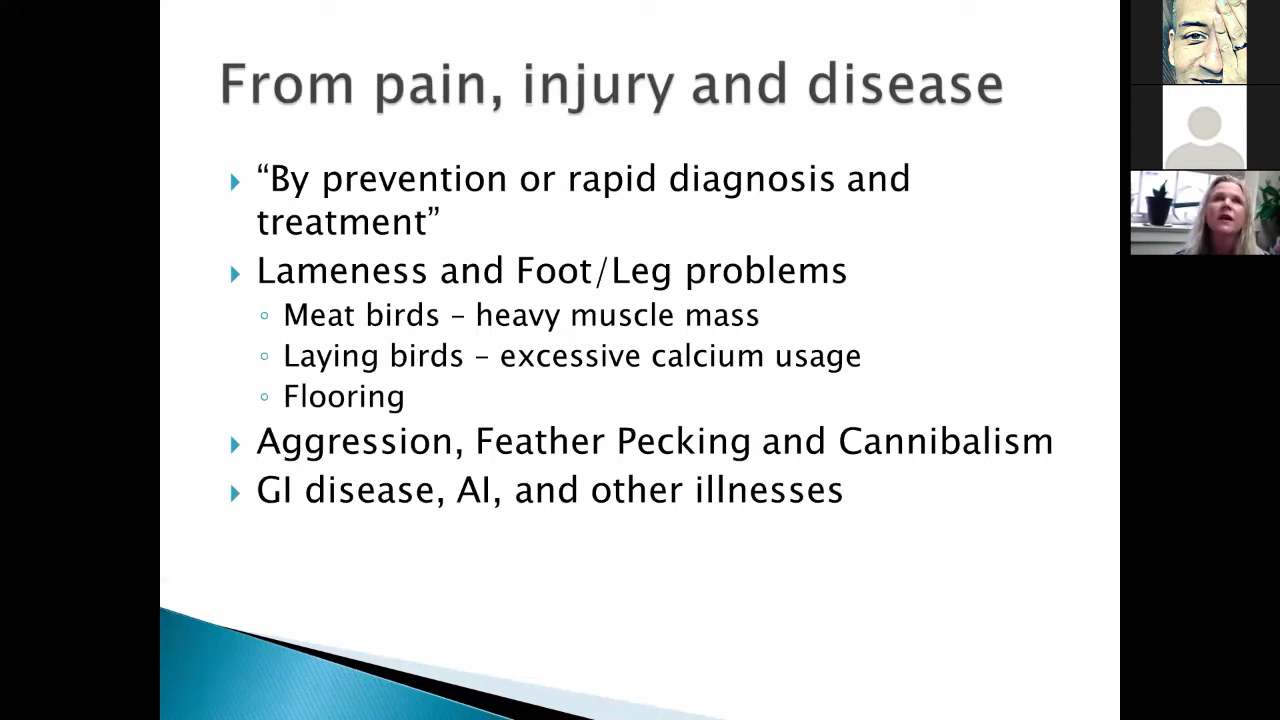 From pain, injury and disease
“By prevention or rapid diagnosis and
treatment”
Lameness and Foot/Leg problems
Meat birds – heavy muscle mass
Laying birds – excessive calcium usage
Flooring
Aggression, Feather Pecking and Cannibalism
GI disease, AI, and other illnesses